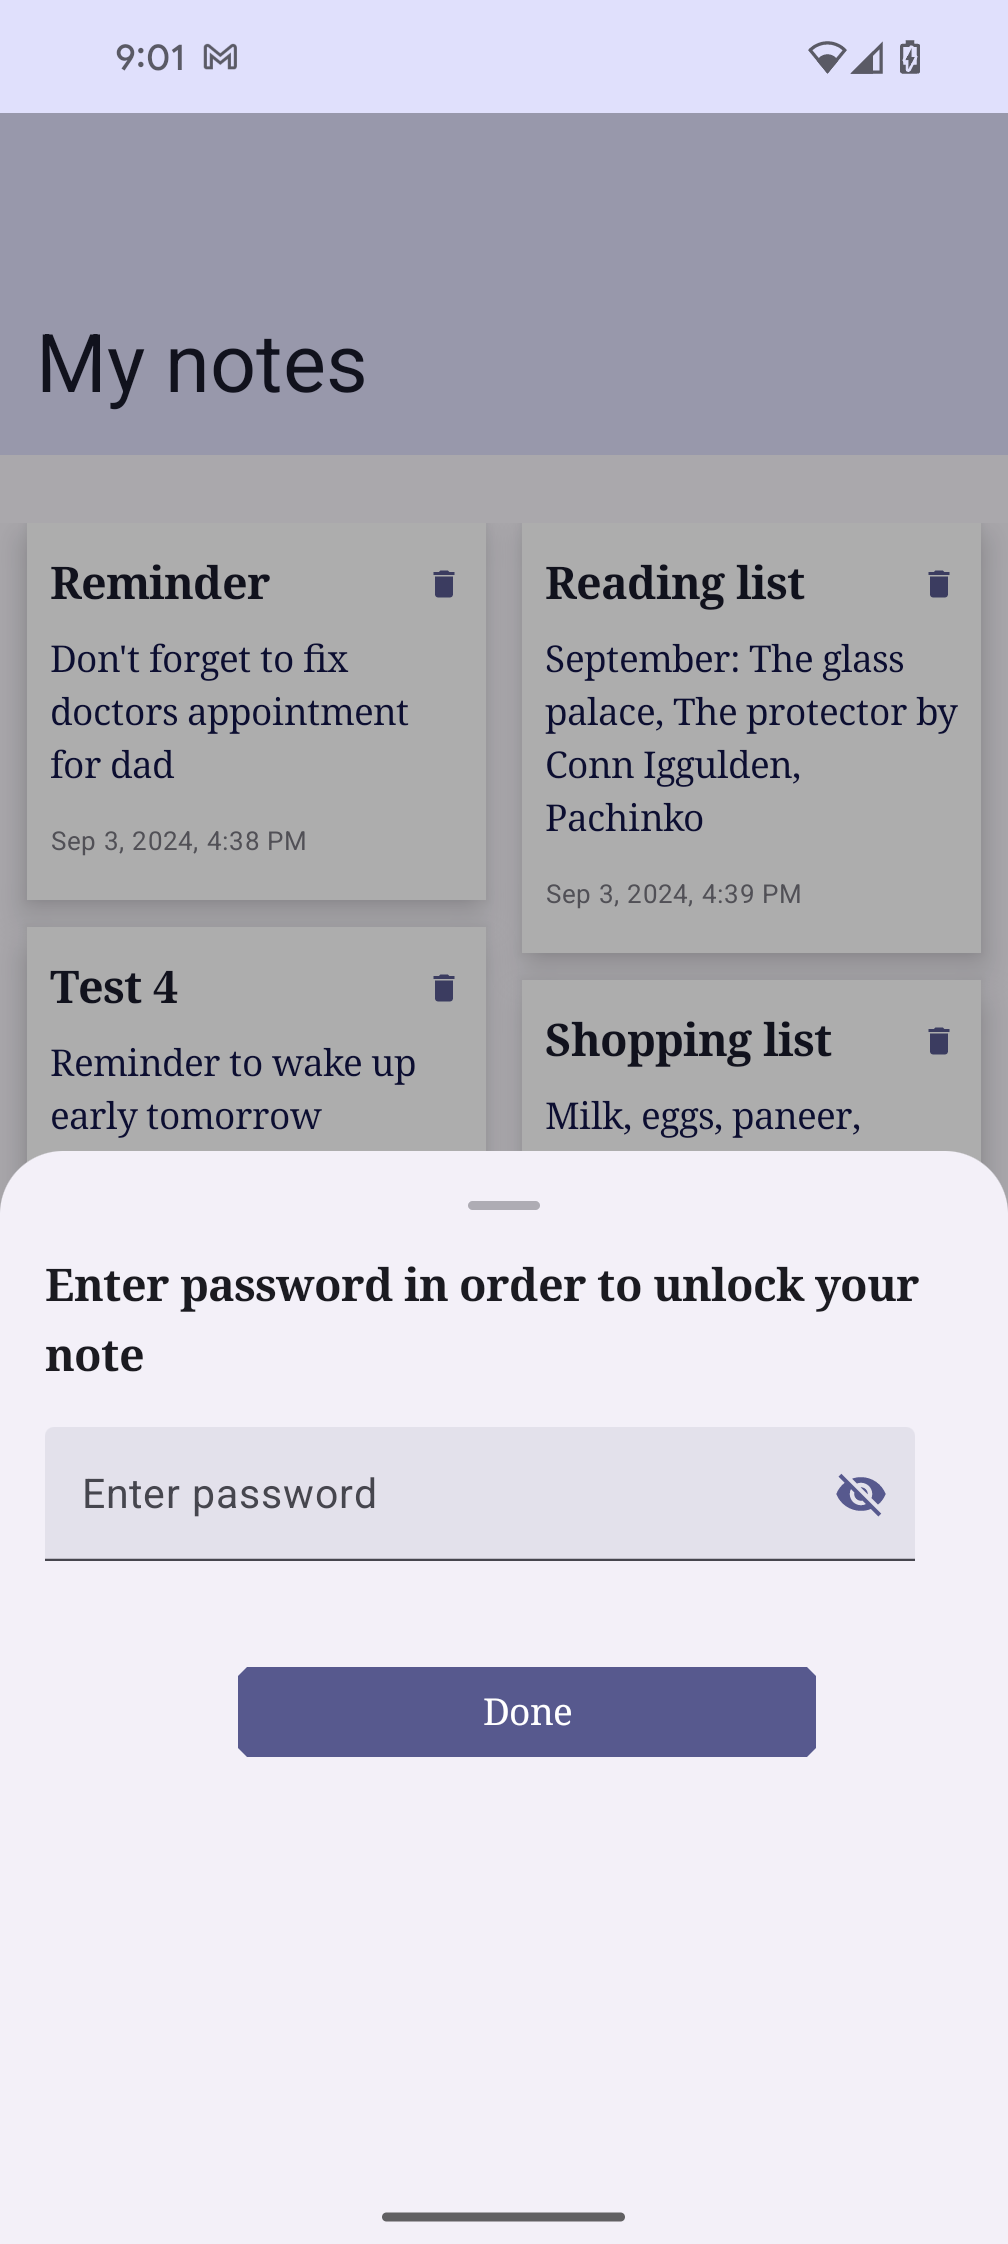 9:01
My notes
Reminder
Don't forget to fix
doctors appointment
for dad
Sep 3, 2024, 4:38 PM
Reading list
September: The glass
palace, The protector by
Conn Iggulden,
Pachinko
Sep 3, 2024, 4:39 PM
Test 4
Reminder to wake up
early tomorrow
Shopping list
Milk, eggs, paneer,
Enter password in order to unlock your
note
Enter password
Done